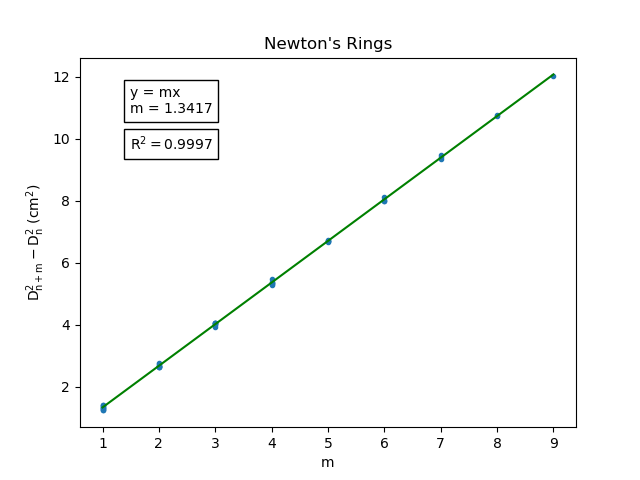 Newton's Rings
y = mx
m = 1.3417
R² = 0.9997
D²ₙ₊ₘ − D²ₙ (cm²)
12
10
8
6
4
2
1 2 3 4 5 6 7 8 9
m